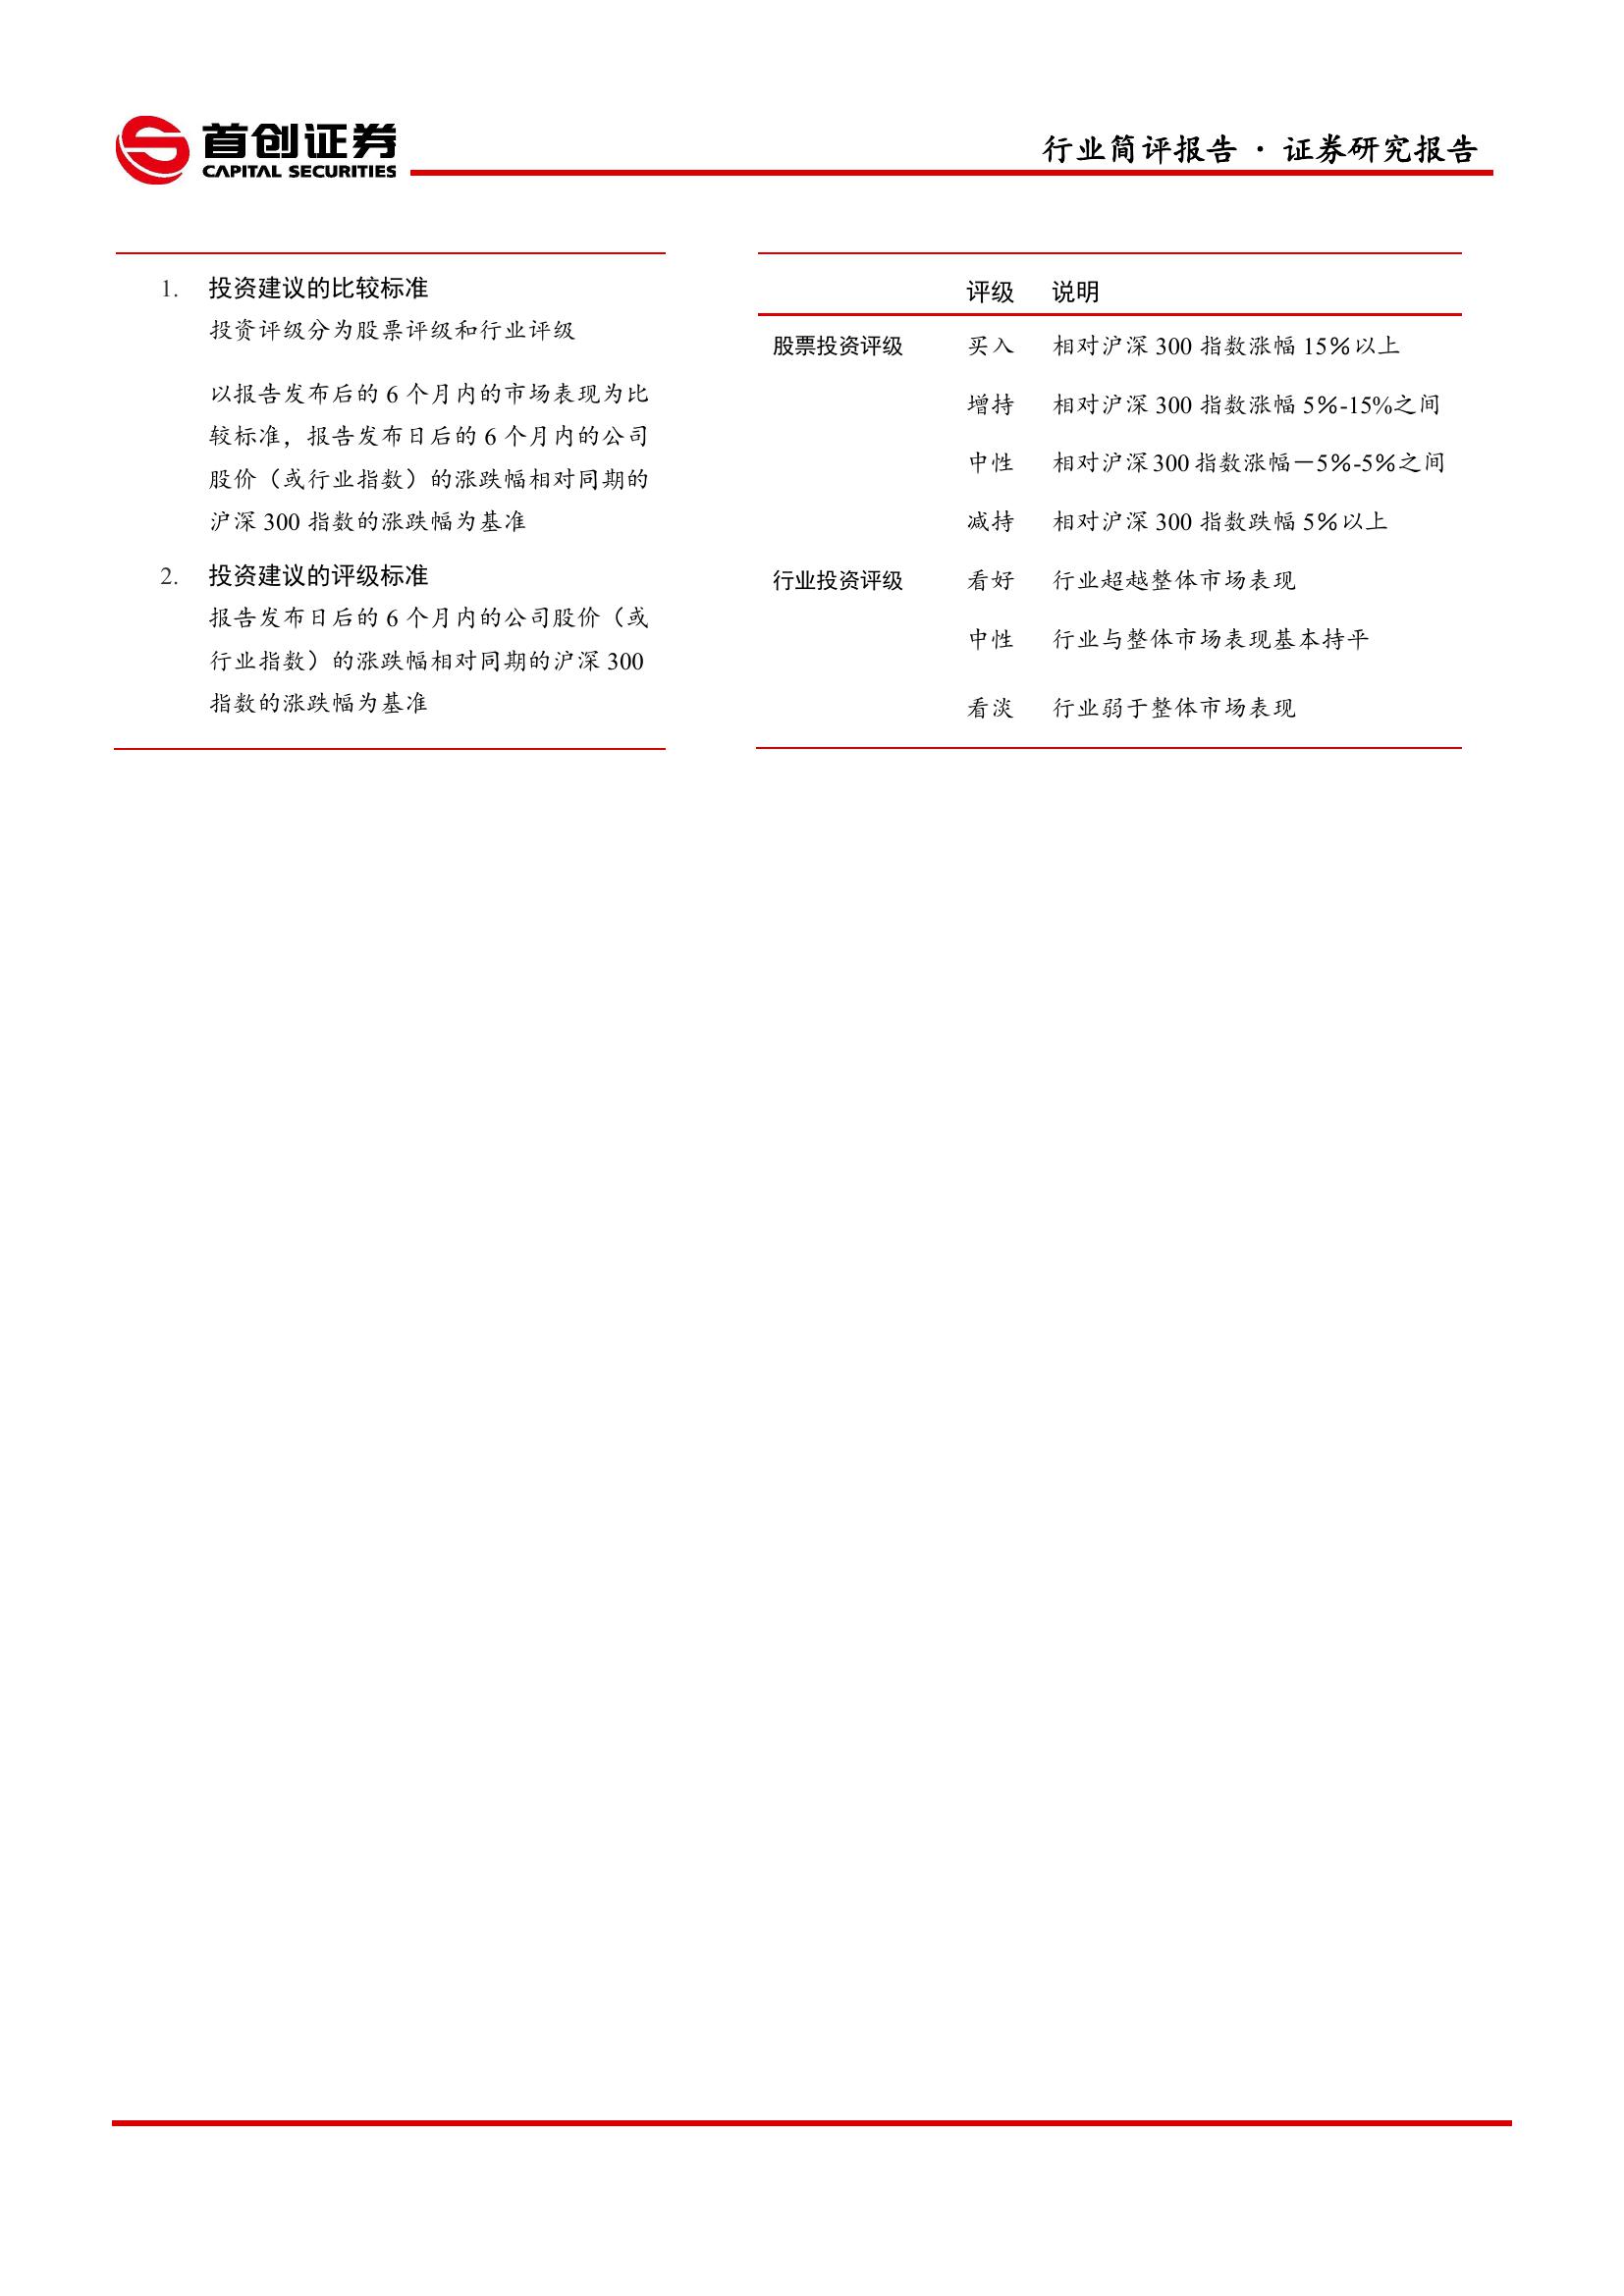 首创证券
CAPITAL SECURITIES
行业简评报告 · 证券研究报告
1. 投资建议的比较标准
投资评级分为股票评级和行业评级
以报告发布后的 6 个月内的市场表现为比
较标准，报告发布日后的 6 个月内的公司
股价（或行业指数）的涨跌幅相对同期的
沪深 300 指数的涨跌幅为基准
2. 投资建议的评级标准
报告发布日后的 6 个月内的公司股价（或
行业指数）的涨跌幅相对同期的沪深 300
指数的涨跌幅为基准
评级 说明
股票投资评级 买入 相对沪深 300 指数涨幅 15％以上
增持 相对沪深 300 指数涨幅 5％-15％之间
中性 相对沪深 300 指数涨幅－5％-5％之间
减持 相对沪深 300 指数跌幅 5％以上
行业投资评级 看好 行业超越整体市场表现
中性 行业与整体市场表现基本持平
看淡 行业弱于整体市场表现